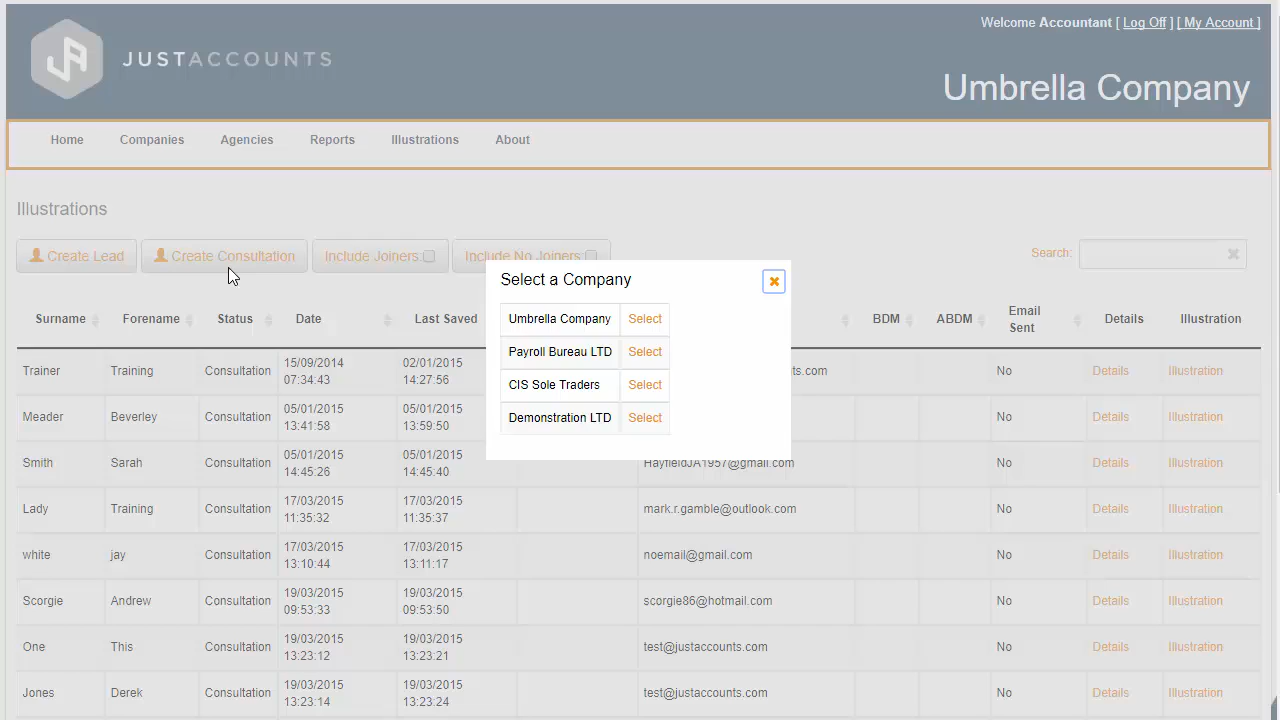 Welcome Accountant [ Log Off ] [ My Account ]
JUSTACCOUNTS
Umbrella Company
Home Companies Agencies Reports Illustrations About
Illustrations
Create Lead Create Consultation Include Joiners Include No Joiners Search:
Select a Company
Umbrella Company Select
Payroll Bureau LTD Select
CIS Sole Traders Select
Demonstration LTD Select
Surname Forename Status Date Last Saved BDM ABDM Email Sent Details Illustration
Trainer Training Consultation 15/09/2014 07:34:43 02/01/2015 14:27:56 ts.com No Details Illustration
Meader Beverley Consultation 05/01/2015 13:41:58 05/01/2015 13:59:50 No Details Illustration
Smith Sarah Consultation 05/01/2015 14:45:26 05/01/2015 14:45:40 HayfieldJA1957@gmail.com No Details Illustration
Lady Training Consultation 17/03/2015 11:35:32 17/03/2015 11:35:37 mark.r.gamble@outlook.com No Details Illustration
white jay Consultation 17/03/2015 13:10:44 17/03/2015 13:11:17 noemail@gmail.com No Details Illustration
Scorgie Andrew Consultation 19/03/2015 09:53:33 19/03/2015 09:53:50 scorgie86@hotmail.com No Details Illustration
One This Consultation 19/03/2015 13:23:12 19/03/2015 13:23:21 test@justaccounts.com No Details Illustration
Jones Derek Consultation 19/03/2015 13:23:14 19/03/2015 13:23:24 test@justaccounts.com No Details Illustration